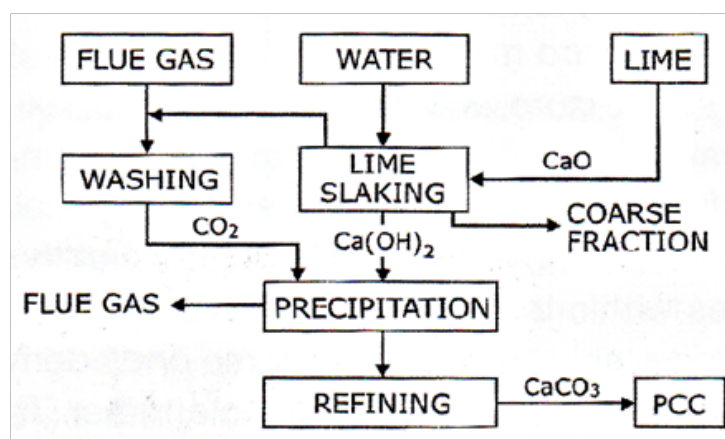 FLUE GAS
WATER
LIME
WASHING
LIME
SLAKING
CaO
COARSE
FRACTION
CO₂
Ca(OH)₂
FLUE GAS
PRECIPITATION
REFINING
CaCO₃
PCC